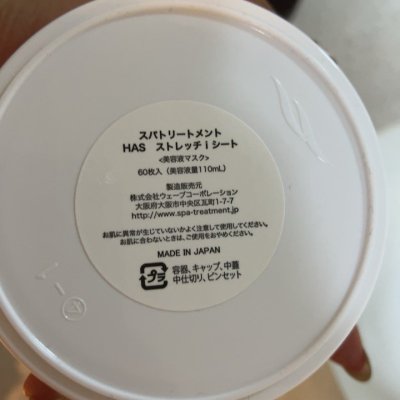 スパトリートメント
HAS ストレッチ i シート
<美容液マスク>
60枚入（美容液量110mL）
製造販売元
株式会社ウェーブコーポレーション
大阪府大阪市中央区瓦町1-7-7
http://www.spa-treatment.jp
お肌に異常が生じていないかよく注意して使用してください。
お肌に合わないときは、ご使用をおやめください。
MADE IN JAPAN
プラ
容器、キャップ、中蓋
中仕切り、ピンセット